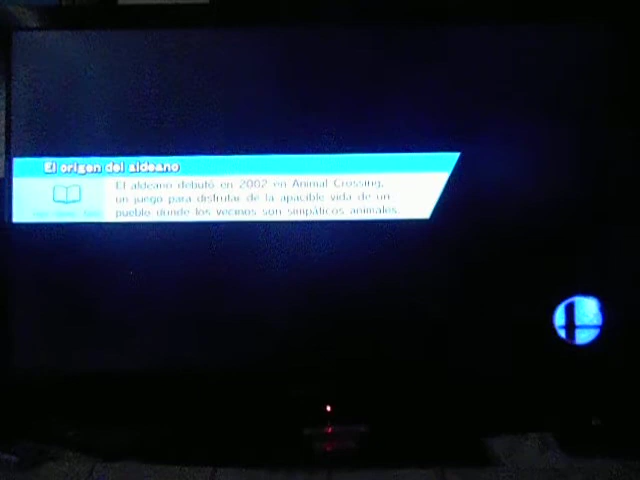 El origen del aldeano
El aldeano debutó en 2002 en Animal Crossing,
un juego para disfrutar de la apacible vida de un
pueblo donde los vecinos son simpáticos animales.